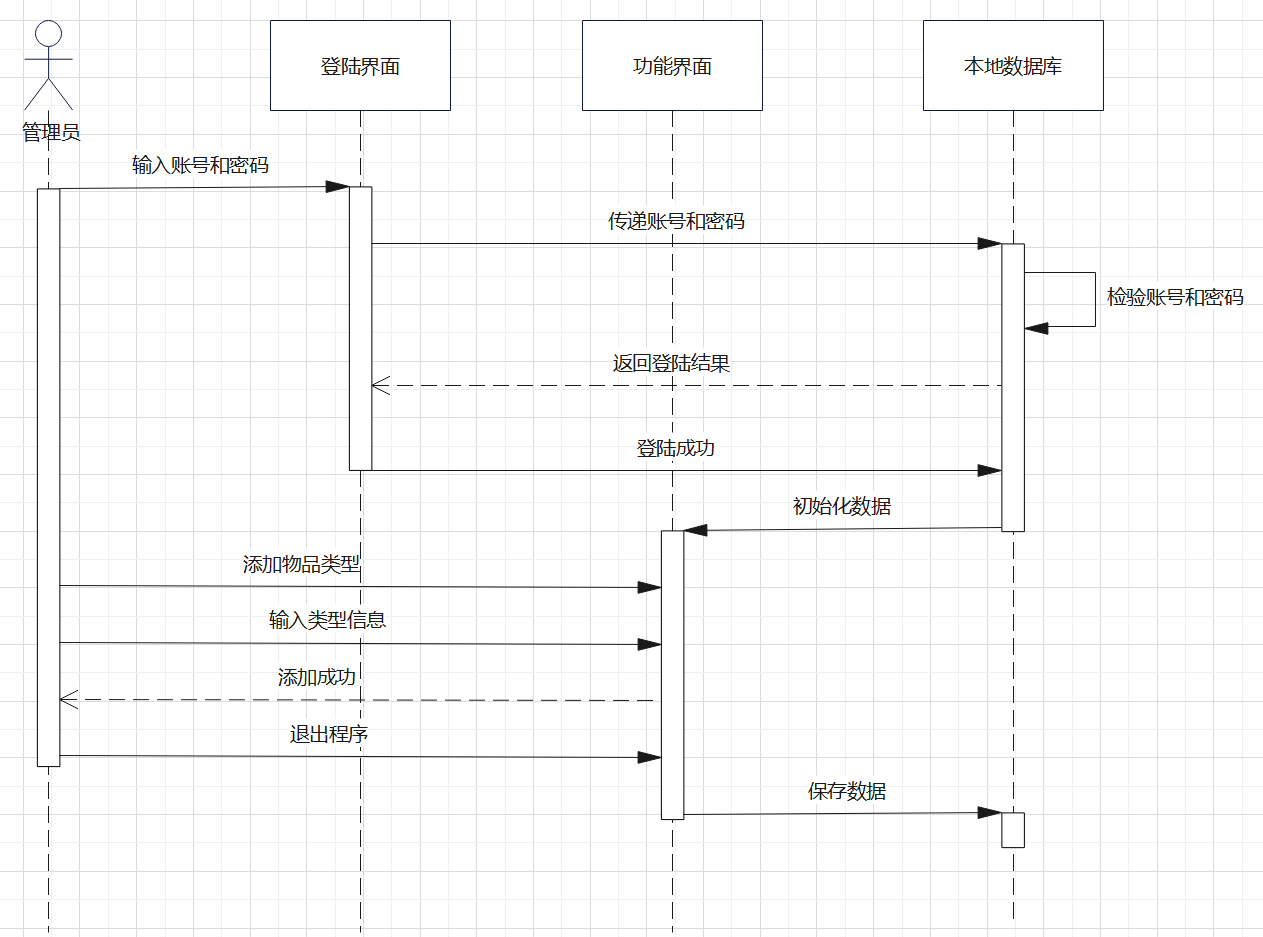 登陆界面
功能界面
本地数据库
管理员
输入账号和密码
传递账号和密码
检验账号和密码
返回登陆结果
登陆成功
初始化数据
添加物品类型
输入类型信息
添加成功
退出程序
保存数据